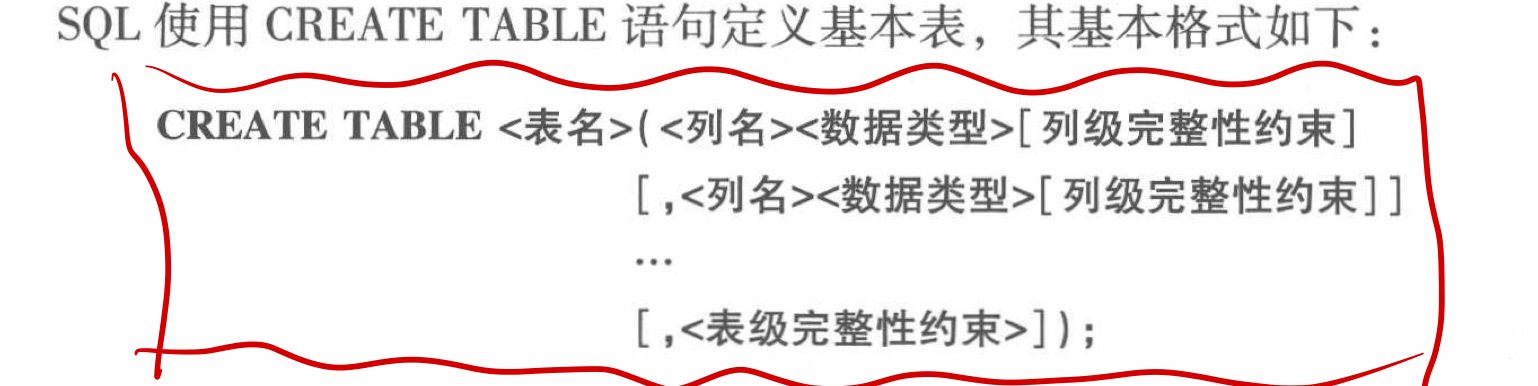 SQL 使用 CREATE TABLE 语句定义基本表，其基本格式如下：
CREATE TABLE <表名>(<列名><数据类型>[列级完整性约束]
[,<列名><数据类型>[列级完整性约束]]
…
[,<表级完整性约束>]);